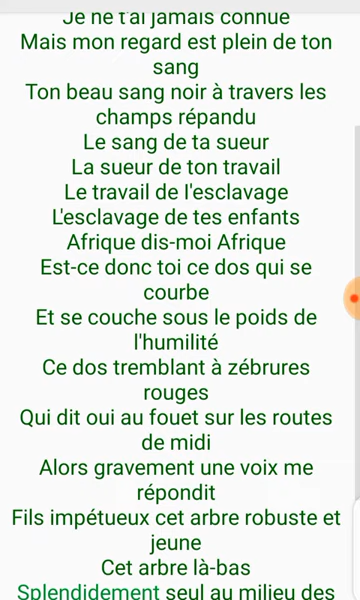 Je ne t'ai jamais connue
Mais mon regard est plein de ton
sang
Ton beau sang noir à travers les
champs répandu
Le sang de ta sueur
La sueur de ton travail
Le travail de l'esclavage
L'esclavage de tes enfants
Afrique dis-moi Afrique
Est-ce donc toi ce dos qui se
courbe
Et se couche sous le poids de
l'humilité
Ce dos tremblant à zébrures
rouges
Qui dit oui au fouet sur les routes
de midi
Alors gravement une voix me
répondit
Fils impétueux cet arbre robuste et
jeune
Cet arbre là-bas
Splendidement seul au milieu des